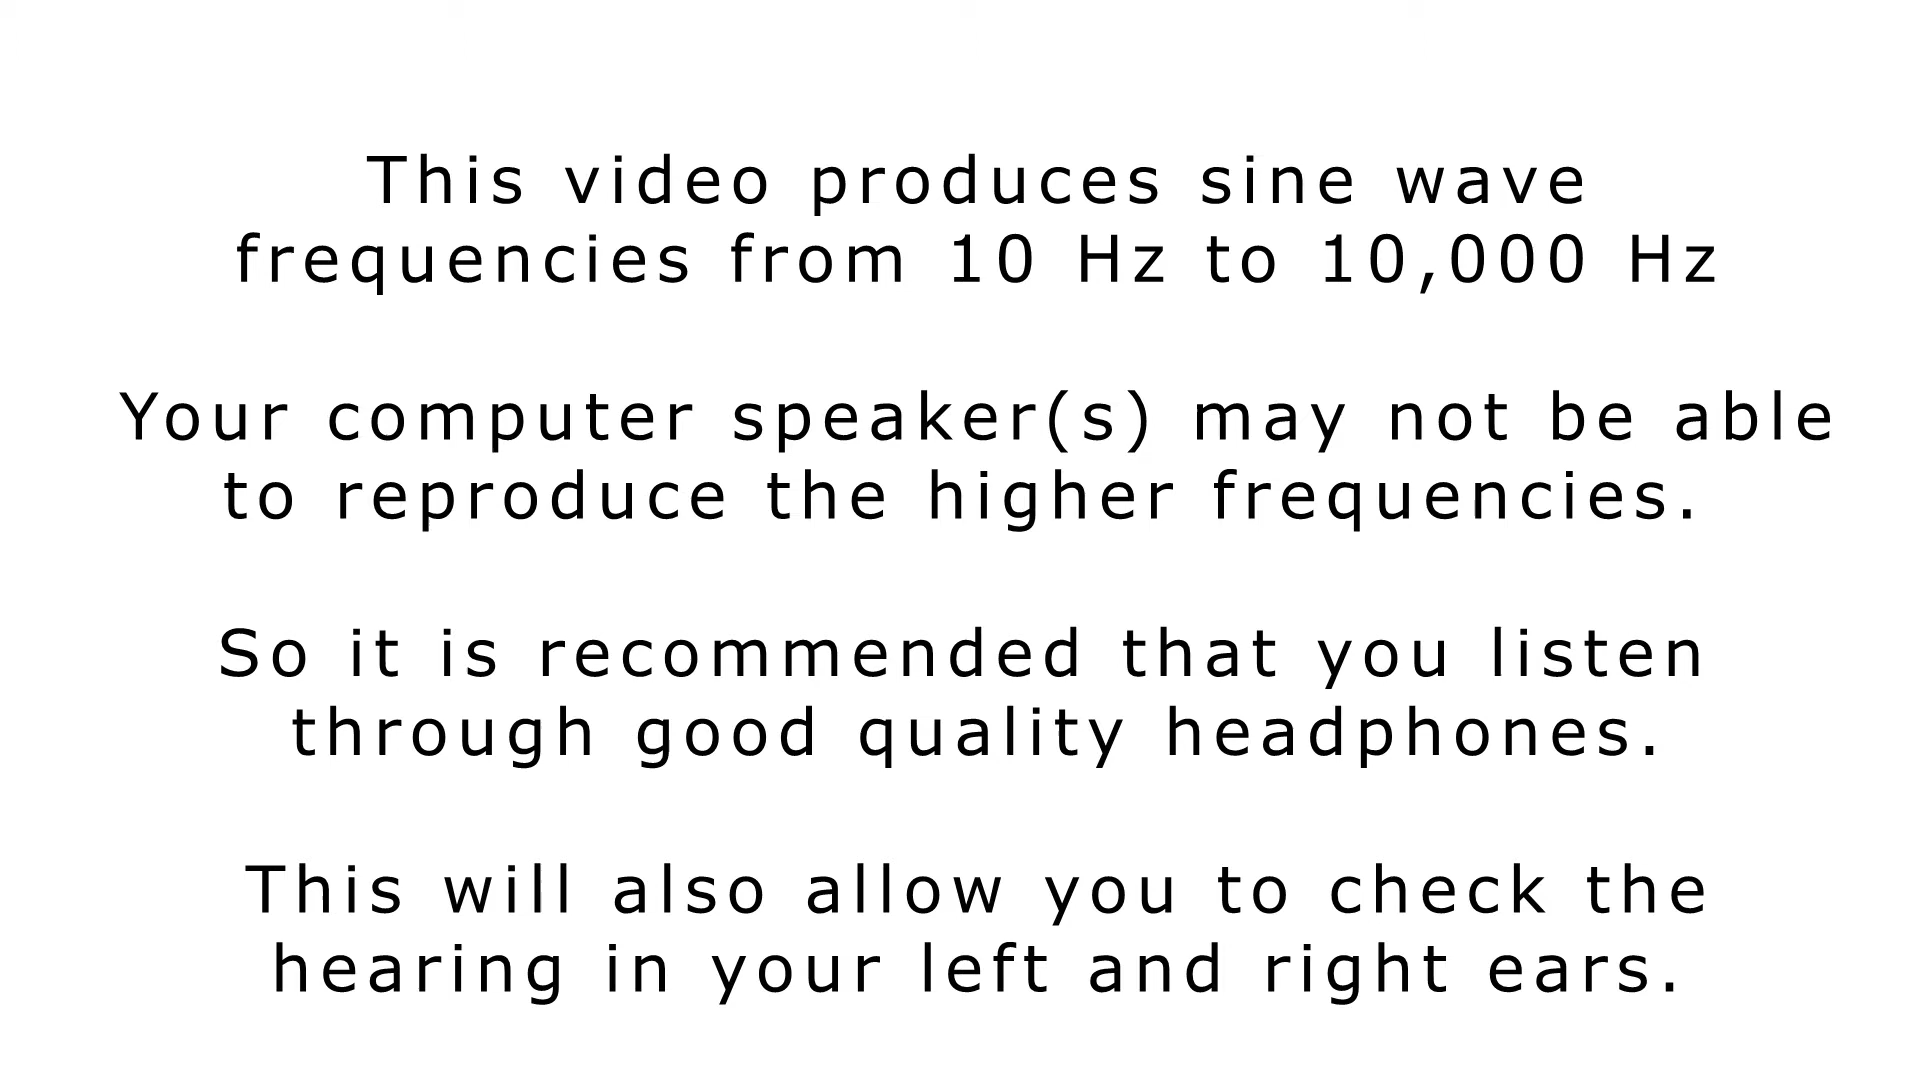 This video produces sine wave
frequencies from 10 Hz to 10,000 Hz
Your computer speaker(s) may not be able
to reproduce the higher frequencies.
So it is recommended that you listen
through good quality headphones.
This will also allow you to check the
hearing in your left and right ears.